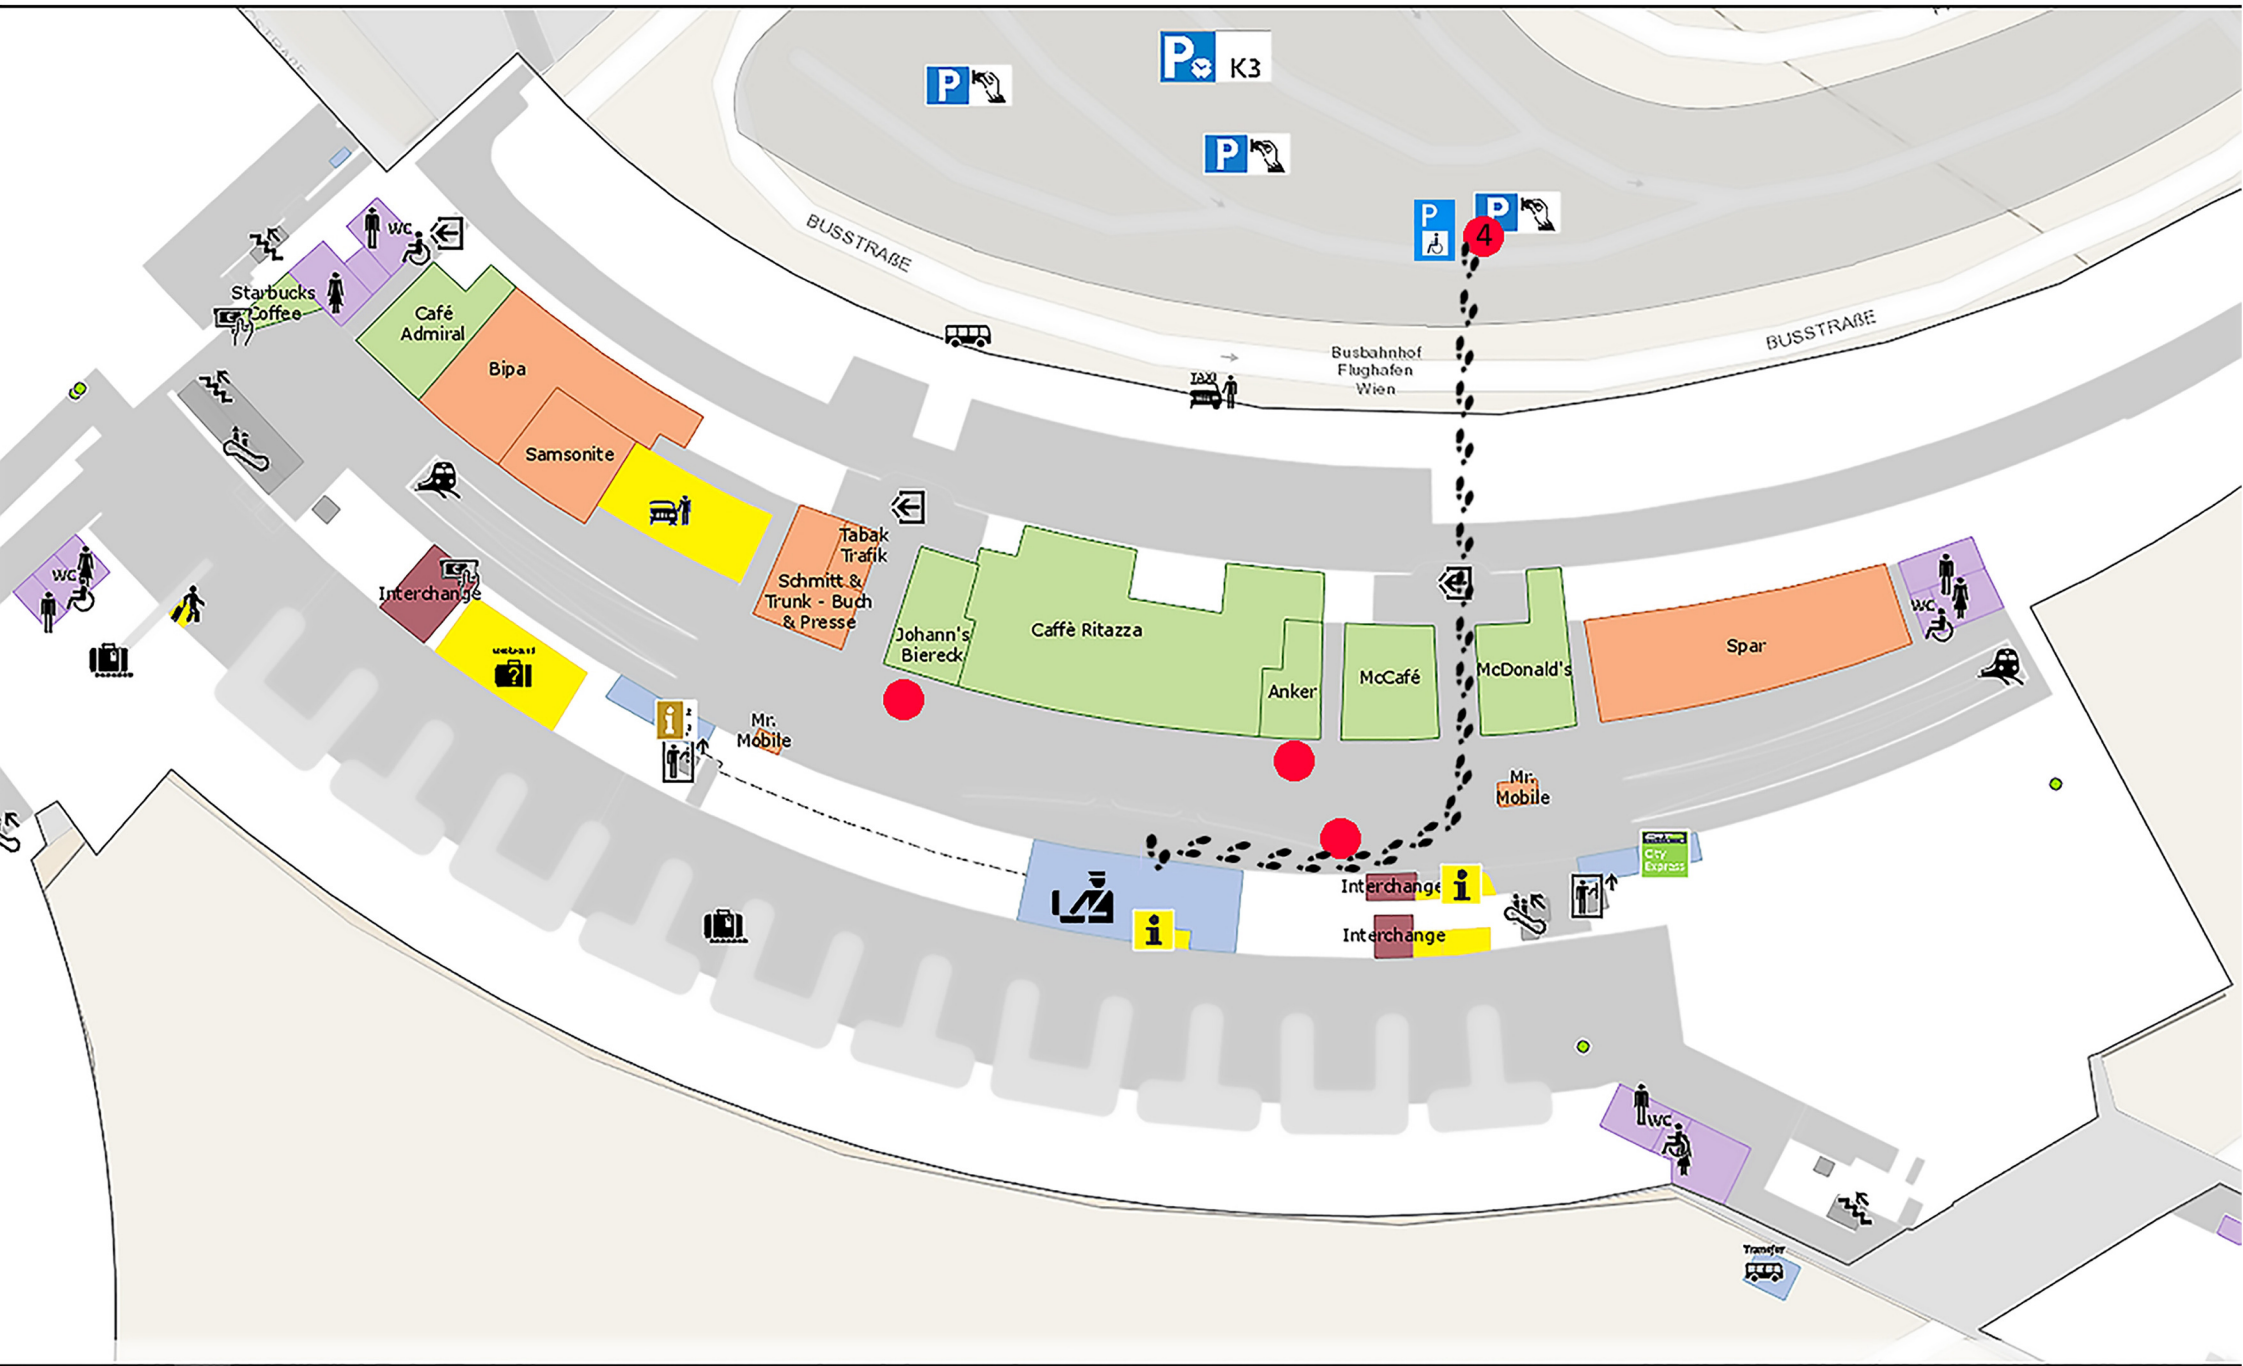 P
P
K3
P
P
P
4
BUSSTRAßE
BUSSTRAßE
Busbahnhof
Flughafen
Wien
TAXI
WC
Starbucks
Coffee
Café
Admiral
Bipa
Samsonite
Tabak
Trafik
Schmitt &
Trunk - Buch
& Presse
Johann's
Biereck
Caffè Ritazza
Anker
McCafé
McDonald's
Spar
WC
WC
Interchange
?
i
Mr.
Mobile
Mr.
Mobile
City
Express
Interchange
i
Interchange
i
WC
Transfer